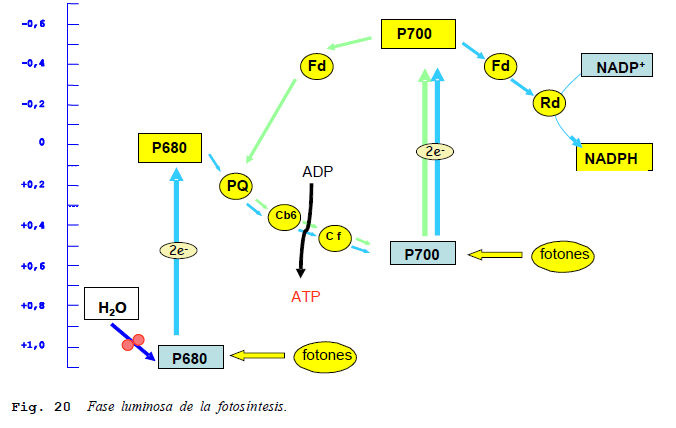 -0,6
-0,4
-0,2
0
+0,2
+0,4
+0,6
+0,8
+1,0
P700
Fd
Fd
NADP+
Rd
P680
2e-
NADPH
ADP
PQ
Cb6
C f
2e-
P700
fotones
ATP
H2O
P680
fotones
Fig. 20 Fase luminosa de la fotosíntesis.